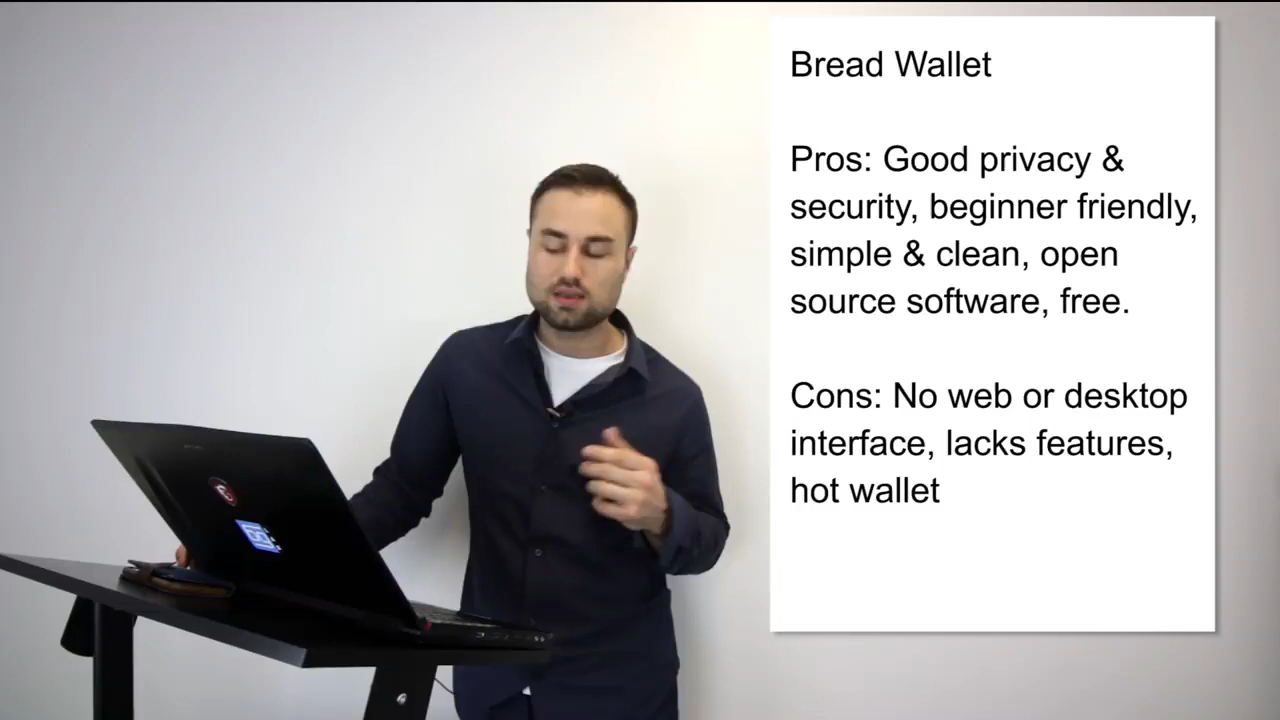 Bread Wallet
Pros: Good privacy &
security, beginner friendly,
simple & clean, open
source software, free.
Cons: No web or desktop
interface, lacks features,
hot wallet